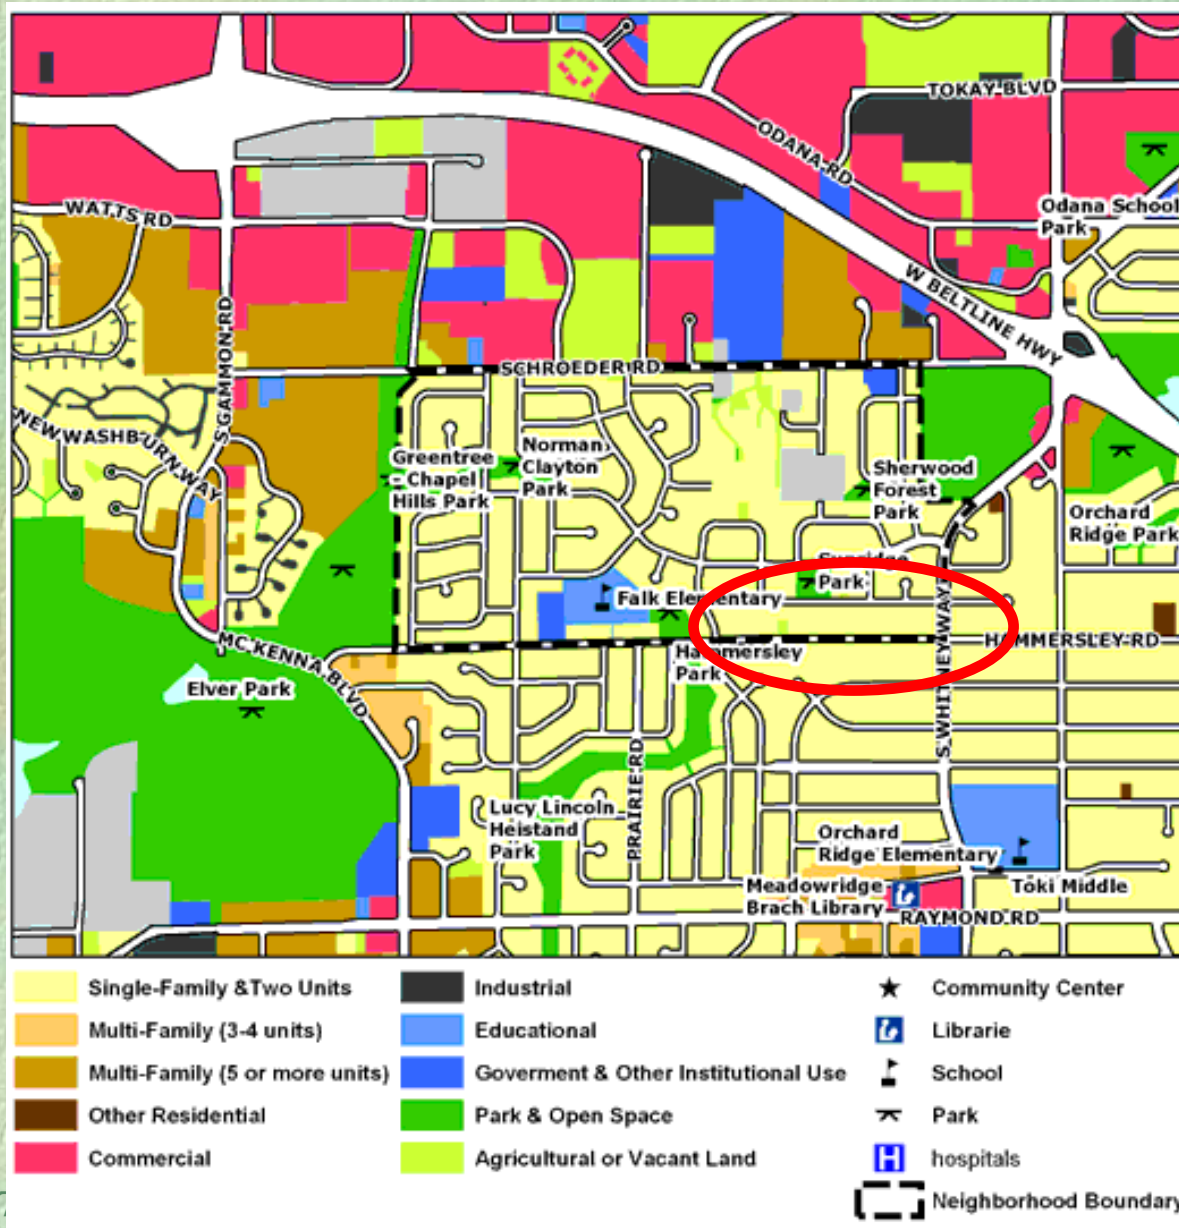 TOKAY BLVD
ODANA RD
WATTS RD
Odana School
Park
W BELTLINE HWY
S GAMMON RD
SCHROEDER RD
NEW WASHBURN WAY
Greentree
- Chapel
Hills Park
Norman
Clayton
Park
Sherwood
Forest
Park
Orchard
Ridge Park
Sunridge
Park
Falk Elementary
S WHITNEY WAY
HAMMERSLEY RD
MC KENNA BLVD
Hammersley
Park
Elver Park
PRAIRIE RD
Lucy Lincoln
Heistand
Park
Orchard
Ridge Elementary
Meadowridge
Brach Library
Toki Middle
RAYMOND RD
Single-Family &Two Units
Industrial
Community Center
Multi-Family (3-4 units)
Educational
Librarie
Multi-Family (5 or more units)
Goverment & Other Institutional Use
School
Other Residential
Park & Open Space
Park
Commercial
Agricultural or Vacant Land
H hospitals
Neighborhood Boundary